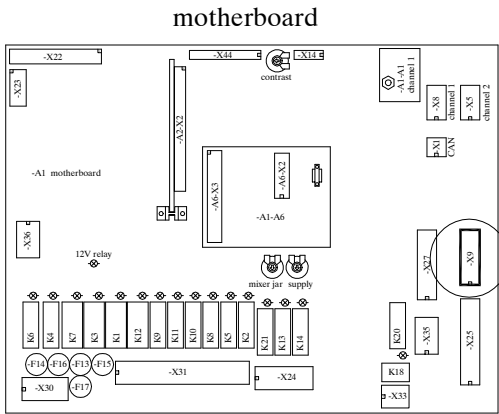 motherboard
-X22
-X44
-X14
contrast
-X23
-A2-X2
-A1-A1
channel 1
-X8
channel 1
-X5
channel 2
-X1
CAN
-A1 motherboard
-A6-X3
-A6-X2
-A1-A6
-X36
12V relay
mixer jar
supply
-X27
-X9
K6
K4
K7
K3
K1
K12
K9
K11
K10
K8
K5
K2
K21
K13
K14
K20
-X35
-X25
-F14
-F16
-F13
-F15
-X31
-X24
K18
-X30
-F17
-X33